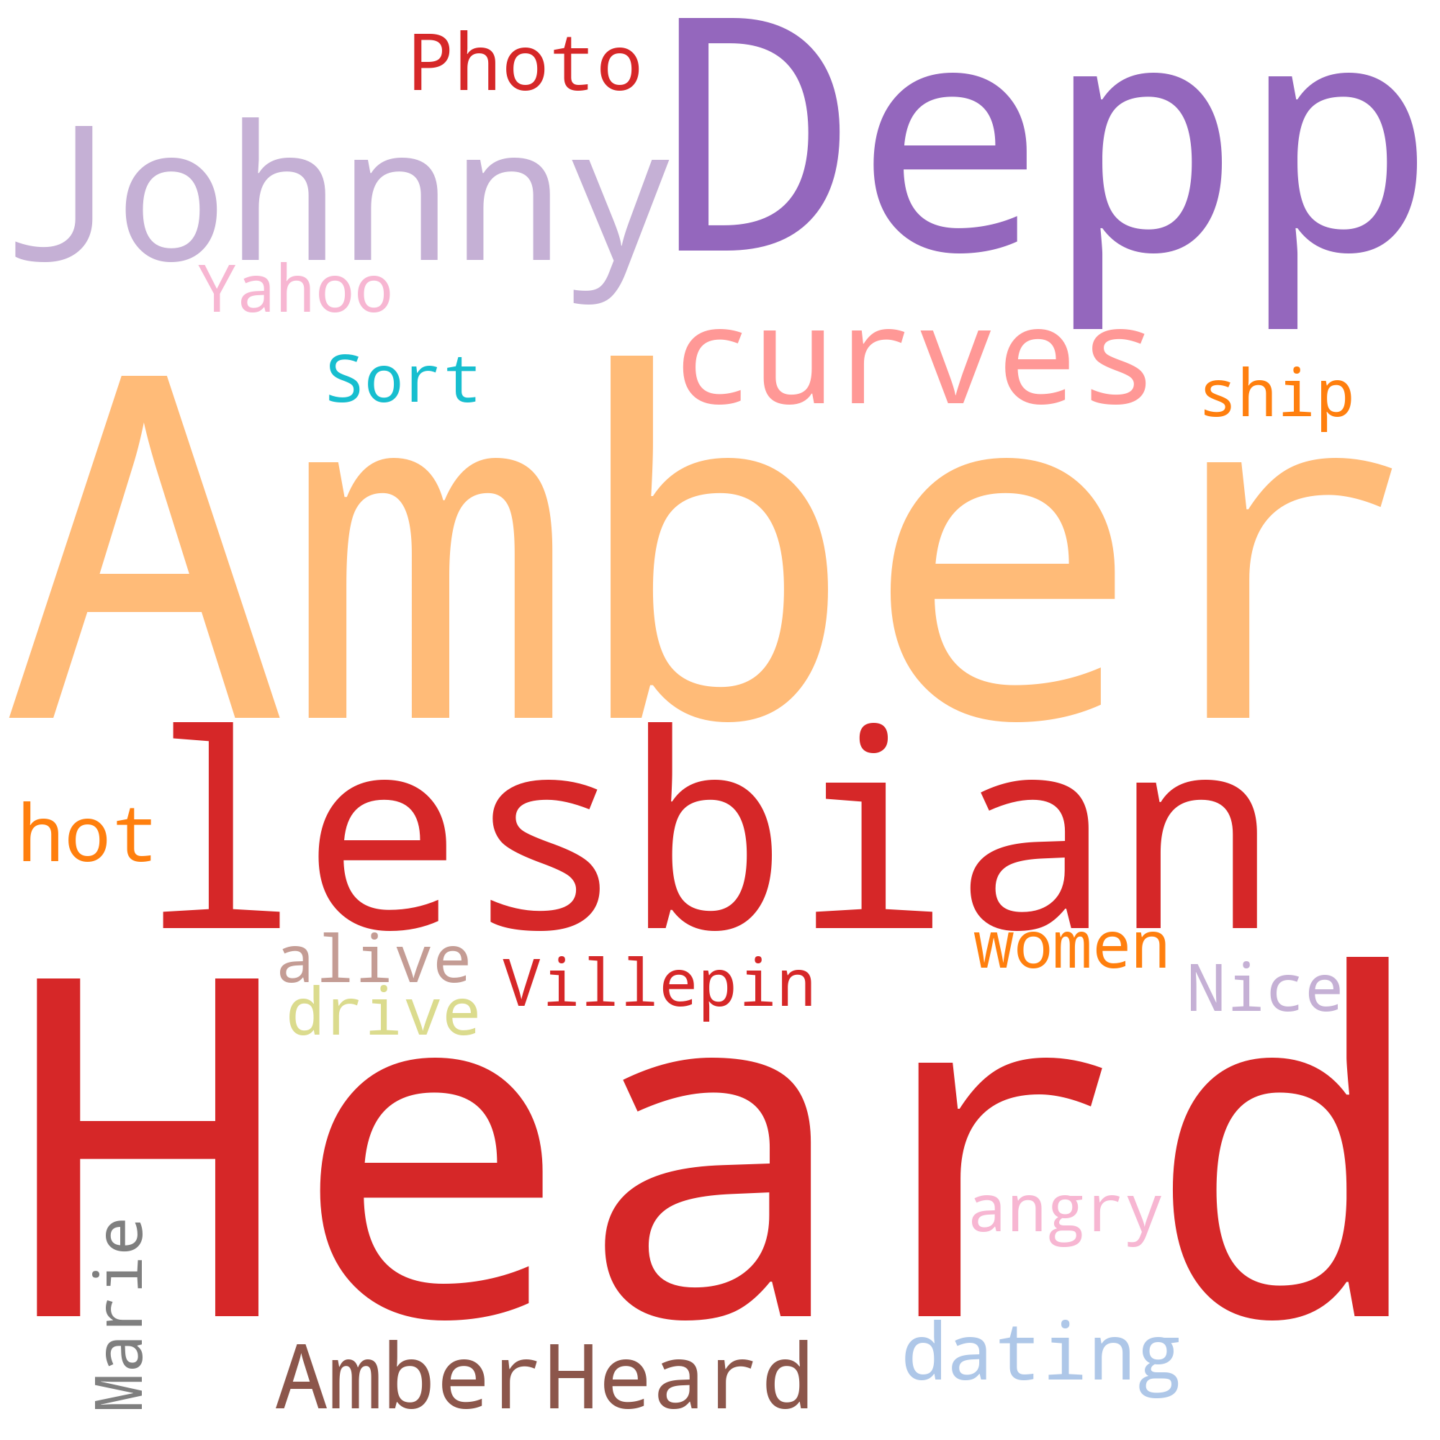 Photo
Depp
Johnny
Yahoo
curves
Sort
ship
Amber
lesbian
hot
alive
women
Villepin
Nice
drive
Heard
angry
Marie
dating
AmberHeard